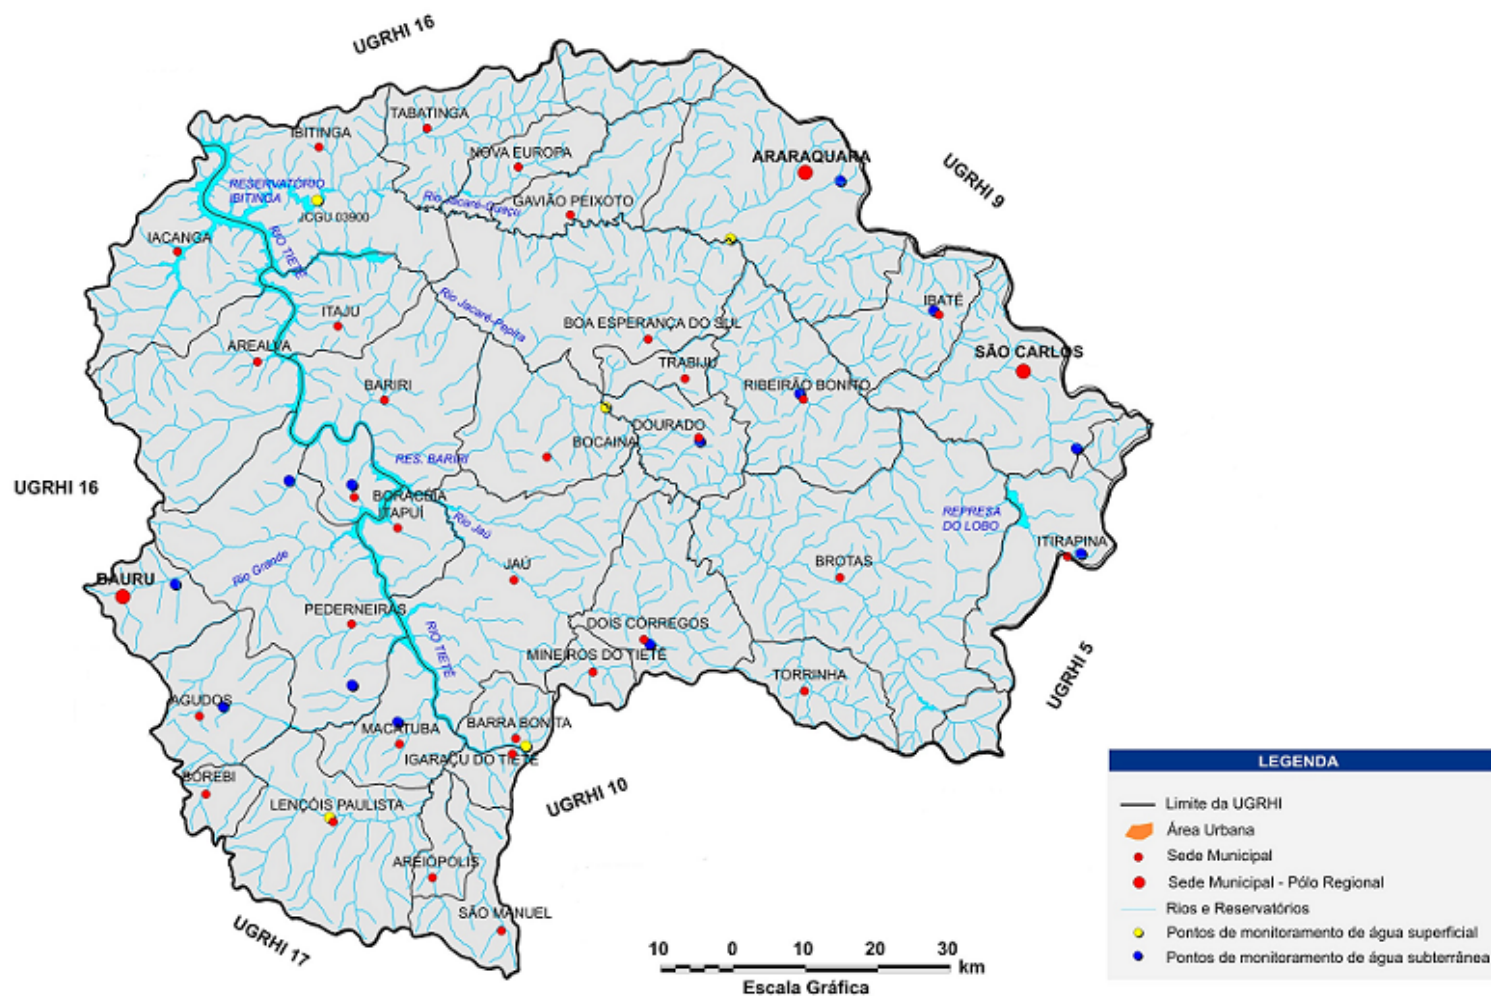 UGRHI 16
TABATINGA
IBITINGA
NOVA EUROPA
ARARAQUARA
UGRHI 9
RESERVATÓRIO
IBITINGA
Rio Jacaré-Guaçu
GAVIÃO PEIXOTO
JCGU 03900
IACANGA
RIO TIETÊ
Rio Jacaré-Pepira
IBATÉ
ITAJU
BOA ESPERANÇA DO SUL
AREALVA
SÃO CARLOS
TRABIJU
BARIRI
RIBEIRÃO BONITO
DOURADO
BOCAINA
RES. BARIRI
UGRHI 16
BORACÉIA
ITAPUÍ
Rio Jaú
REPRESA
DO LOBO
ITIRAPINA
Rio Grande
JAÚ
BROTAS
BAURU
PEDERNEIRAS
DOIS CÓRREGOS
RIO TIETÊ
MINEIROS DO TIETÊ
TORRINHA
UGRHI 5
AGUDOS
MACATUBA
BARRA BONITA
IGARAÇU DO TIETÊ
BOREBI
UGRHI 10
LENÇÓIS PAULISTA
AREIÓPOLIS
SÃO MANUEL
UGRHI 17
10 0 10 20 30
km
Escala Gráfica
LEGENDA
Limite da UGRHI
Área Urbana
Sede Municipal
Sede Municipal - Pólo Regional
Rios e Reservatórios
Pontos de monitoramento de água superficial
Pontos de monitoramento de água subterrânea